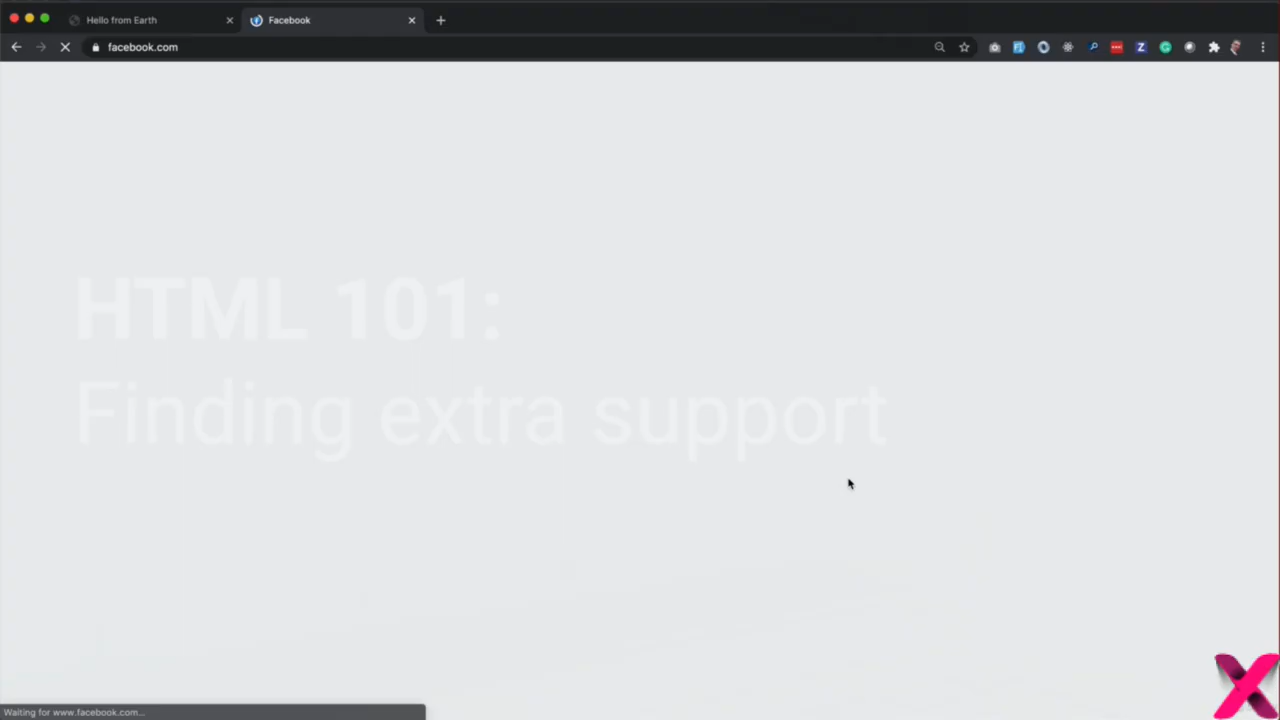 Hello from Earth
Facebook
facebook.com
HTML 101:
Finding extra support
Waiting for www.facebook.com...